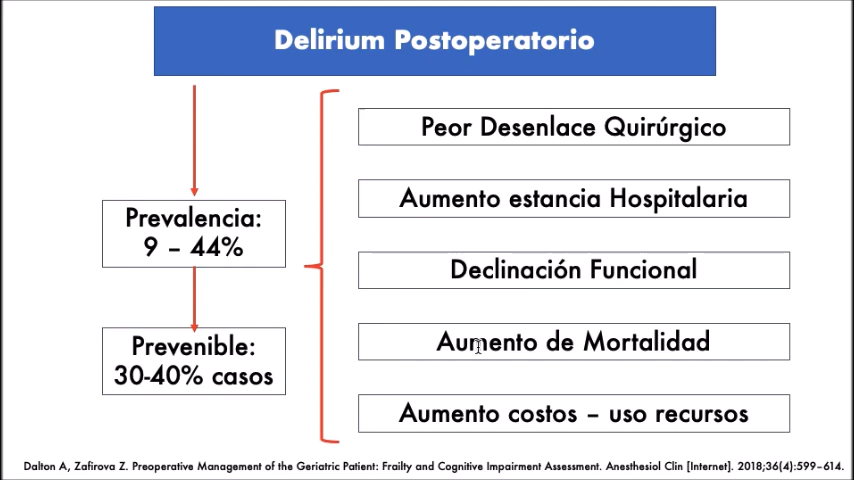 Delirium Postoperatorio
Prevalencia:
9 – 44%
Prevenible:
30-40% casos
Peor Desenlace Quirúrgico
Aumento estancia Hospitalaria
Declinación Funcional
Aumento de Mortalidad
Aumento costos – uso recursos
Dalton A, Zafirova Z. Preoperative Management of the Geriatric Patient: Frailty and Cognitive Impairment Assessment. Anesthesiol Clin [Internet]. 2018;36(4):599–614.